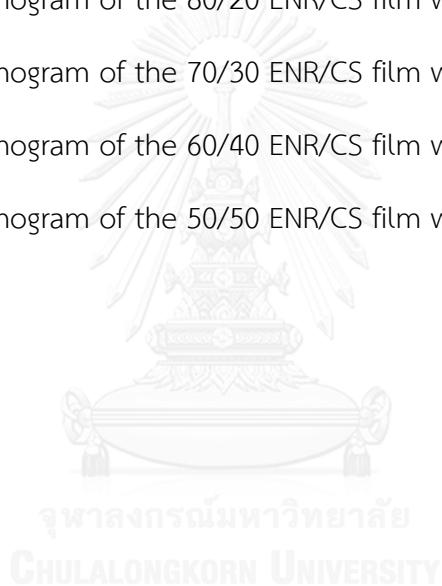 nogram of the 80/20 ENR/CS film w
nogram of the 70/30 ENR/CS film w
nogram of the 60/40 ENR/CS film w
nogram of the 50/50 ENR/CS film w
จุฬาลงกรณ์มหาวิทยาลัย
CHULALONGKORN UNIVERSITY